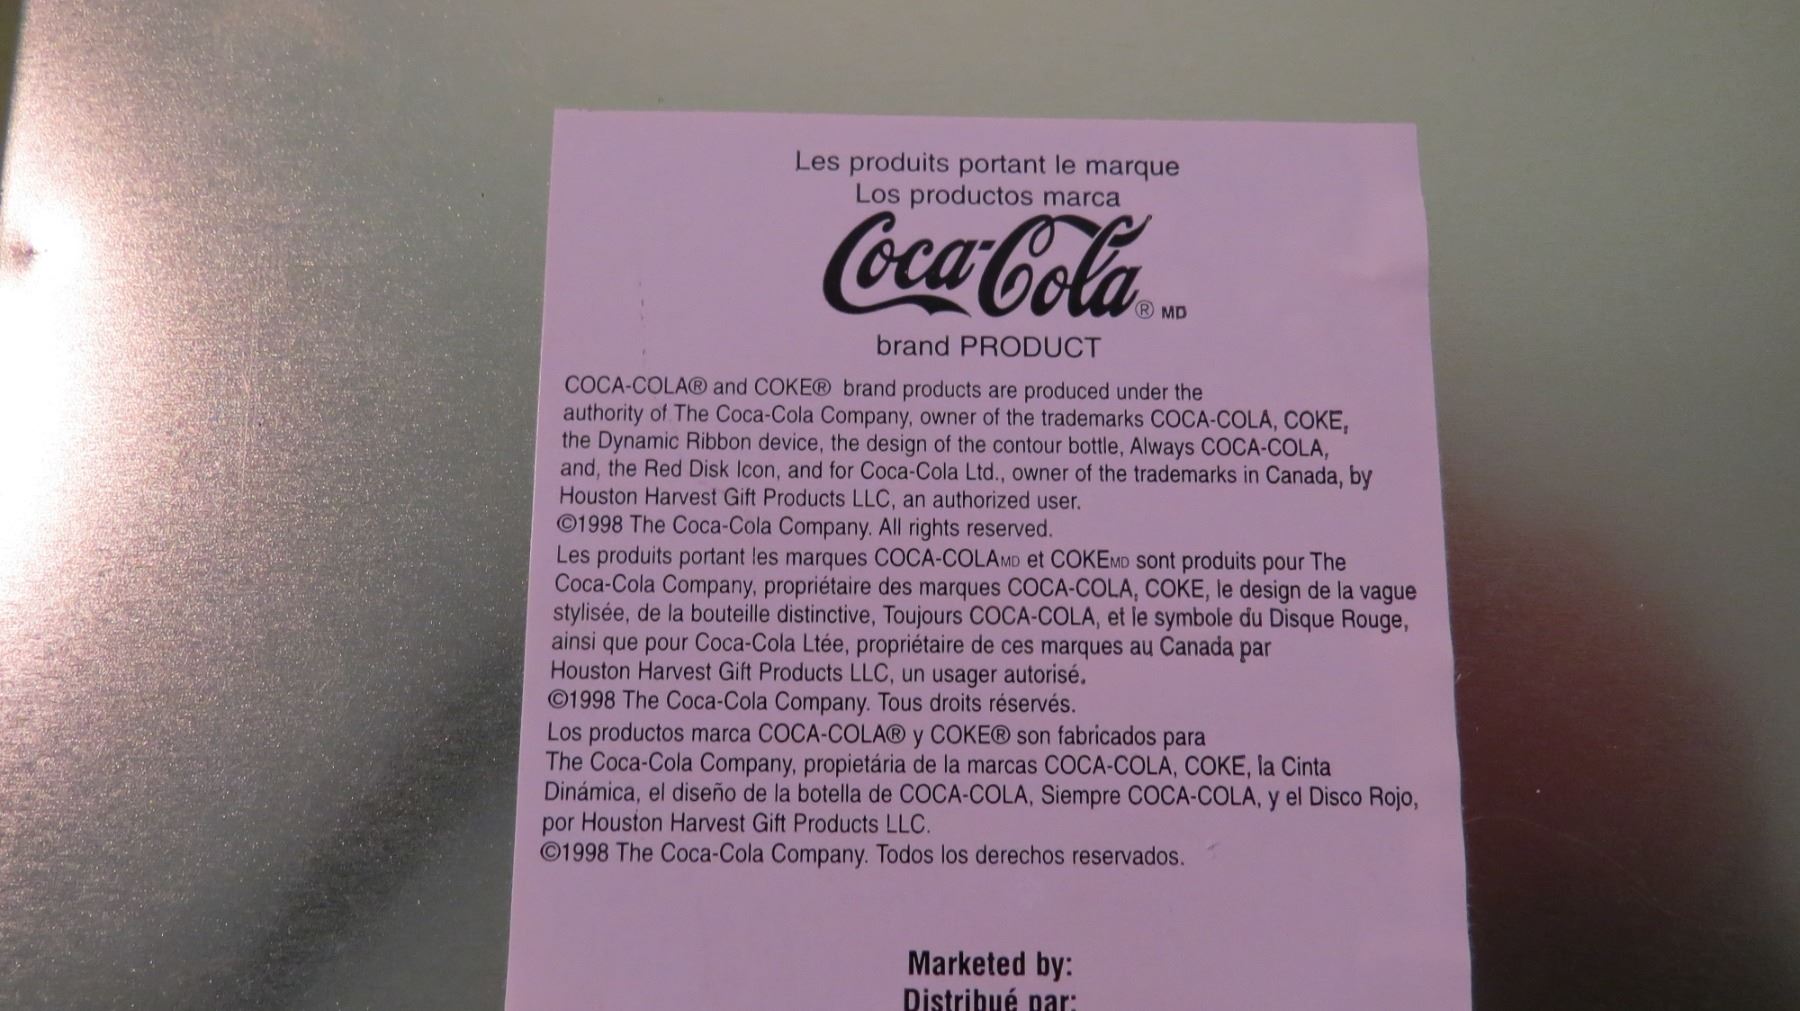 Les produits portant le marque
Los productos marca
Coca-Cola® MD
brand PRODUCT
COCA-COLA® and COKE® brand products are produced under the
authority of The Coca-Cola Company, owner of the trademarks COCA-COLA, COKE,
the Dynamic Ribbon device, the design of the contour bottle, Always COCA-COLA,
and, the Red Disk Icon, and for Coca-Cola Ltd., owner of the trademarks in Canada, by
Houston Harvest Gift Products LLC, an authorized user.
©1998 The Coca-Cola Company. All rights reserved.
Les produits portant les marques COCA-COLAMD et COKEMD sont produits pour The
Coca-Cola Company, propriétaire des marques COCA-COLA, COKE, le design de la vague
stylisée, de la bouteille distinctive, Toujours COCA-COLA, et le symbole du Disque Rouge,
ainsi que pour Coca-Cola Ltée, propriétaire de ces marques au Canada par
Houston Harvest Gift Products LLC, un usager autorisé.
©1998 The Coca-Cola Company. Tous droits réservés.
Los productos marca COCA-COLA® y COKE® son fabricados para
The Coca-Cola Company, propietária de la marcas COCA-COLA, COKE, la Cinta
Dinámica, el diseño de la botella de COCA-COLA, Siempre COCA-COLA, y el Disco Rojo,
por Houston Harvest Gift Products LLC.
©1998 The Coca-Cola Company. Todos los derechos reservados.
Marketed by:
Distribué par: